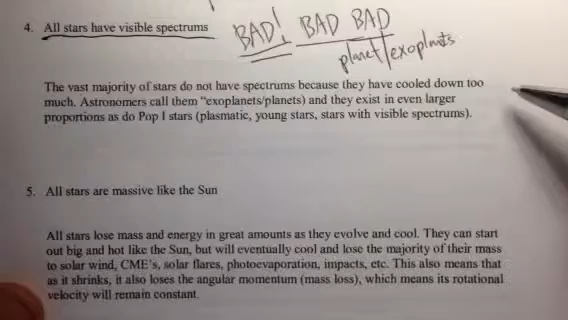 4. All stars have visible spectrums
BAD! BAD BAD
planet/exoplanets
The vast majority of stars do not have spectrums because they have cooled down too
much. Astronomers call them “exoplanets/planets) and they exist in even larger
proportions as do Pop I stars (plasmatic, young stars, stars with visible spectrums).
5. All stars are massive like the Sun
All stars lose mass and energy in great amounts as they evolve and cool. They can start
out big and hot like the Sun, but will eventually cool and lose the majority of their mass
to solar wind, CME's, solar flares, photoevaporation, impacts, etc. This also means that
as it shrinks, it also loses the angular momentum (mass loss), which means its rotational
velocity will remain constant.